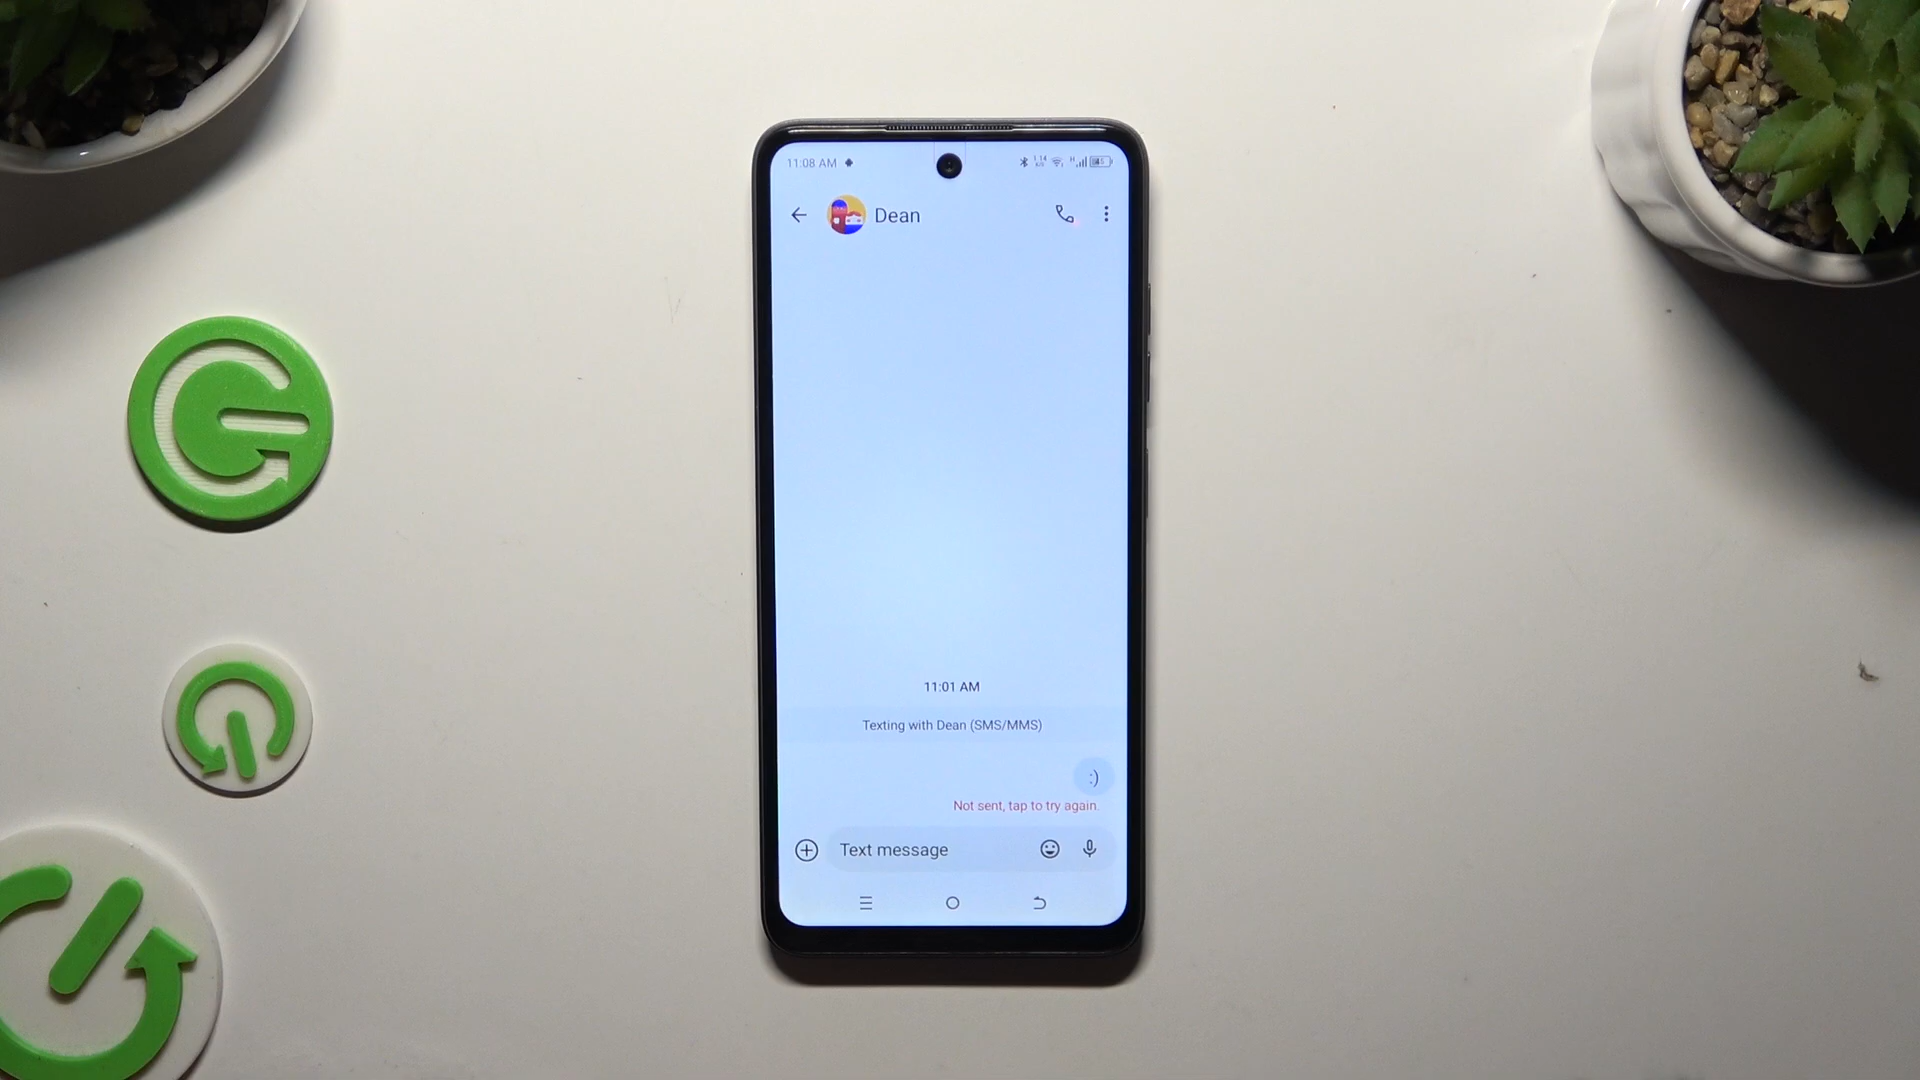 11:08 AM
Dean
11:01 AM
Texting with Dean (SMS/MMS)
:)
Not sent, tap to try again.
Text message